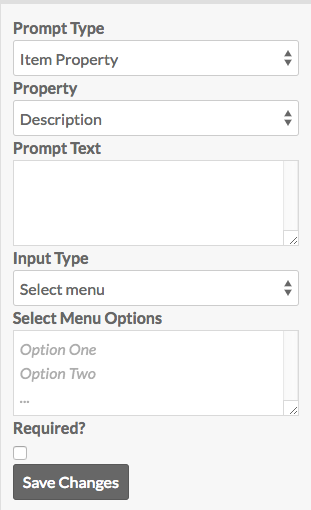 Prompt Type
Item Property
Property
Description
Prompt Text
Input Type
Select menu
Select Menu Options
Option One
Option Two
...
Required?
Save Changes